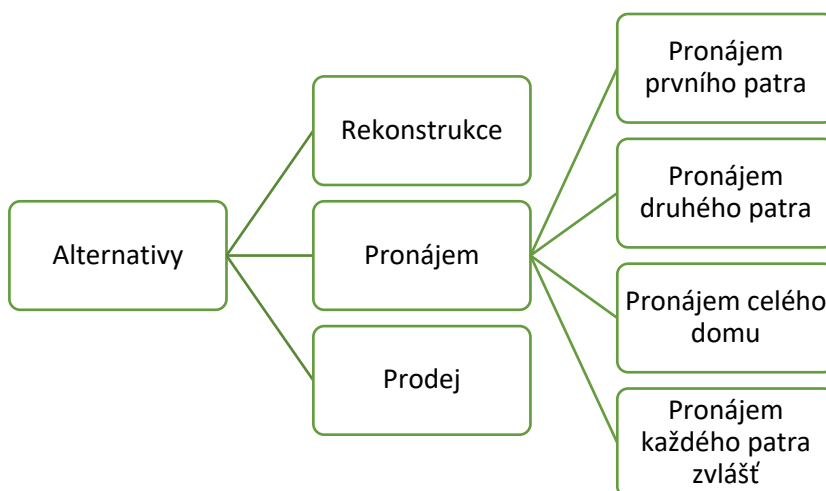 Alternativy
Rekonstrukce
Pronájem
Prodej
Pronájem
prvního patra
Pronájem
druhého patra
Pronájem celého
domu
Pronájem
každého patra
zvlášť